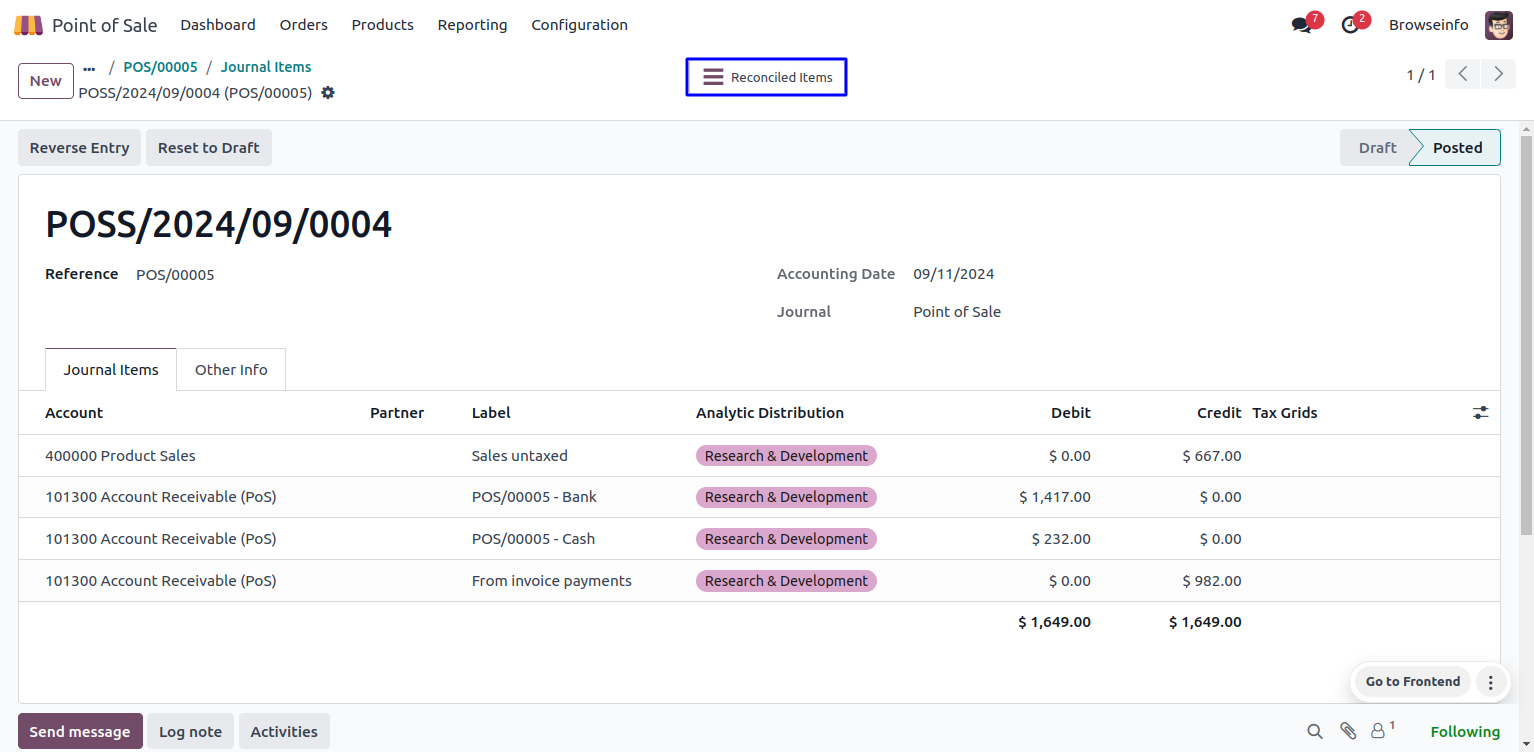 Point of Sale Dashboard Orders Products Reporting Configuration 7 2 Browseinfo
New ... / POS/00005 / Journal Items
POSS/2024/09/0004 (POS/00005)
Reconciled Items
1 / 1
Reverse Entry Reset to Draft Draft Posted
POSS/2024/09/0004
Reference POS/00005 Accounting Date 09/11/2024
Journal Point of Sale
Journal Items Other Info
Account Partner Label Analytic Distribution Debit Credit Tax Grids
400000 Product Sales Sales untaxed Research & Development $ 0.00 $ 667.00
101300 Account Receivable (PoS) POS/00005 - Bank Research & Development $ 1,417.00 $ 0.00
101300 Account Receivable (PoS) POS/00005 - Cash Research & Development $ 232.00 $ 0.00
101300 Account Receivable (PoS) From invoice payments Research & Development $ 0.00 $ 982.00
$ 1,649.00 $ 1,649.00
Go to Frontend
Send message Log note Activities 1 Following